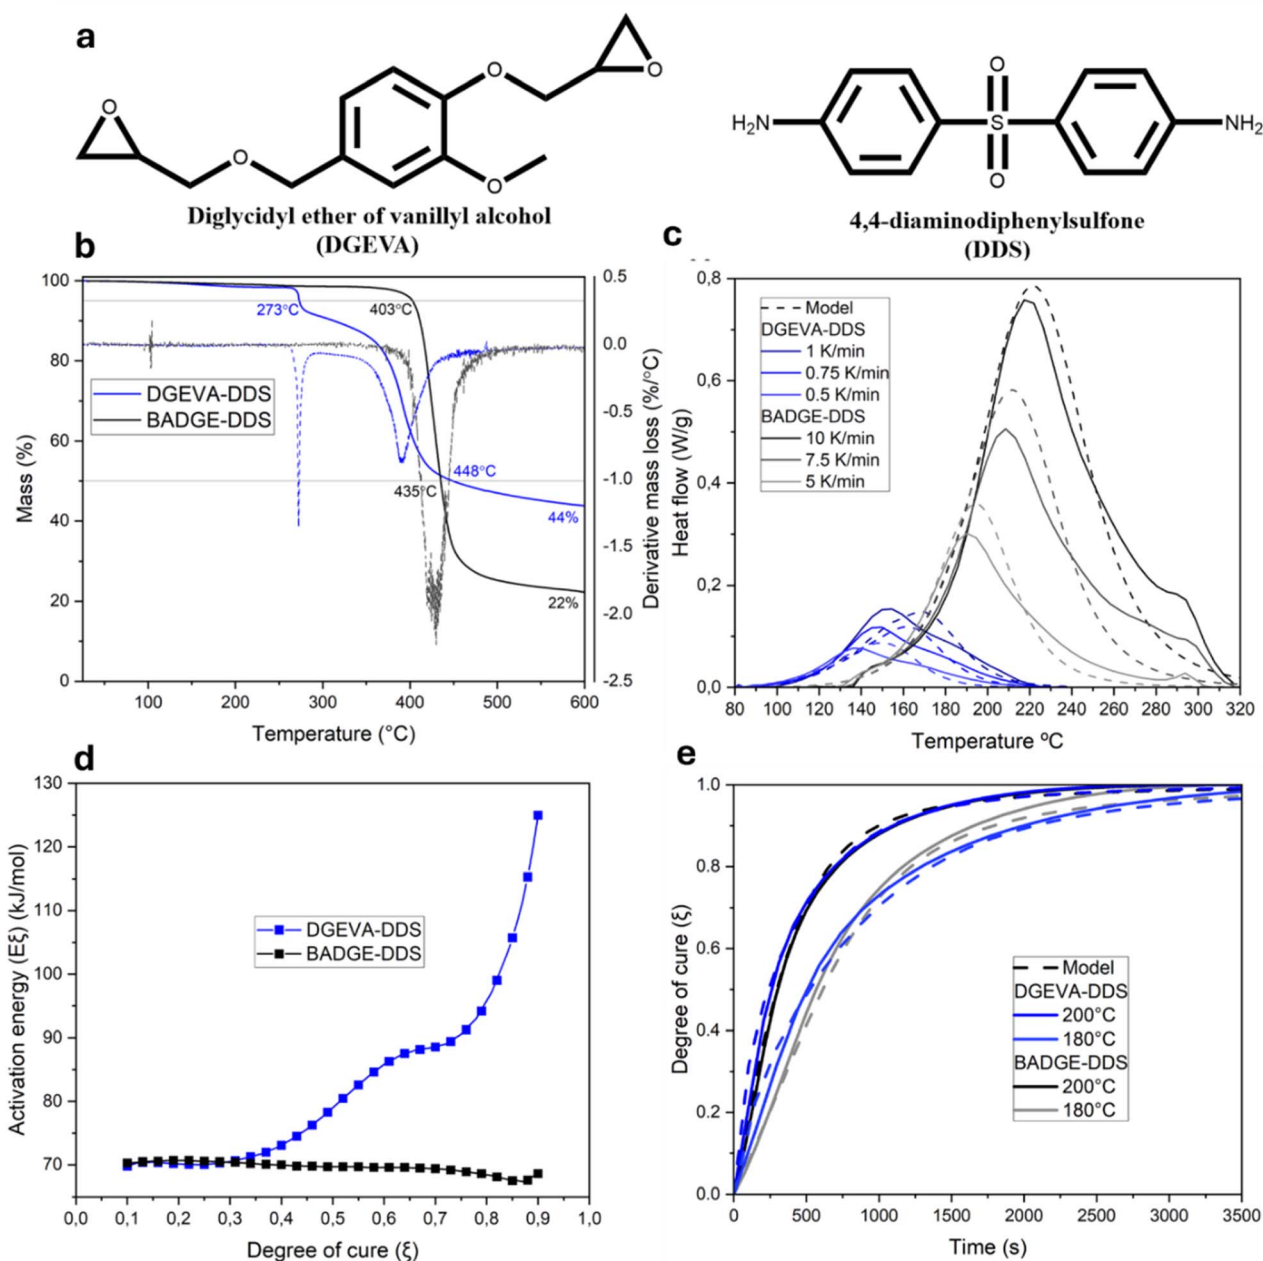 a
O
O
O
O
O
Diglycidyl ether of vanillyl alcohol
(DGEVA)
O
H₂N
S
NH₂
O
4,4-diaminodiphenylsulfone
(DDS)
b
100
80
60
40
20
0
Mass (%)
100
200
300
400
500
600
Temperature (°C)
0.5
0.0
-0.5
-1.0
-1.5
-2.0
-2.5
Derivative mass loss (%/°C)
273°C
403°C
DGEVA-DDS
BADGE-DDS
448°C
435°C
44%
22%
c
0,8
0,6
0,4
0,2
0,0
Heat flow (W/g)
80
100
120
140
160
180
200
220
240
260
280
300
320
Temperature ºC
Model
DGEVA-DDS
1 K/min
0.75 K/min
0.5 K/min
BADGE-DDS
10 K/min
7.5 K/min
5 K/min
d
130
120
110
100
90
80
70
Activation energy (Eξ) (kJ/mol)
0,0
0,1
0,2
0,3
0,4
0,5
0,6
0,7
0,8
0,9
1,0
Degree of cure (ξ)
DGEVA-DDS
BADGE-DDS
e
1.0
0.8
0.6
0.4
0.2
0.0
Degree of cure (ξ)
0
500
1000
1500
2000
2500
3000
3500
Time (s)
Model
DGEVA-DDS
200°C
180°C
BADGE-DDS
200°C
180°C